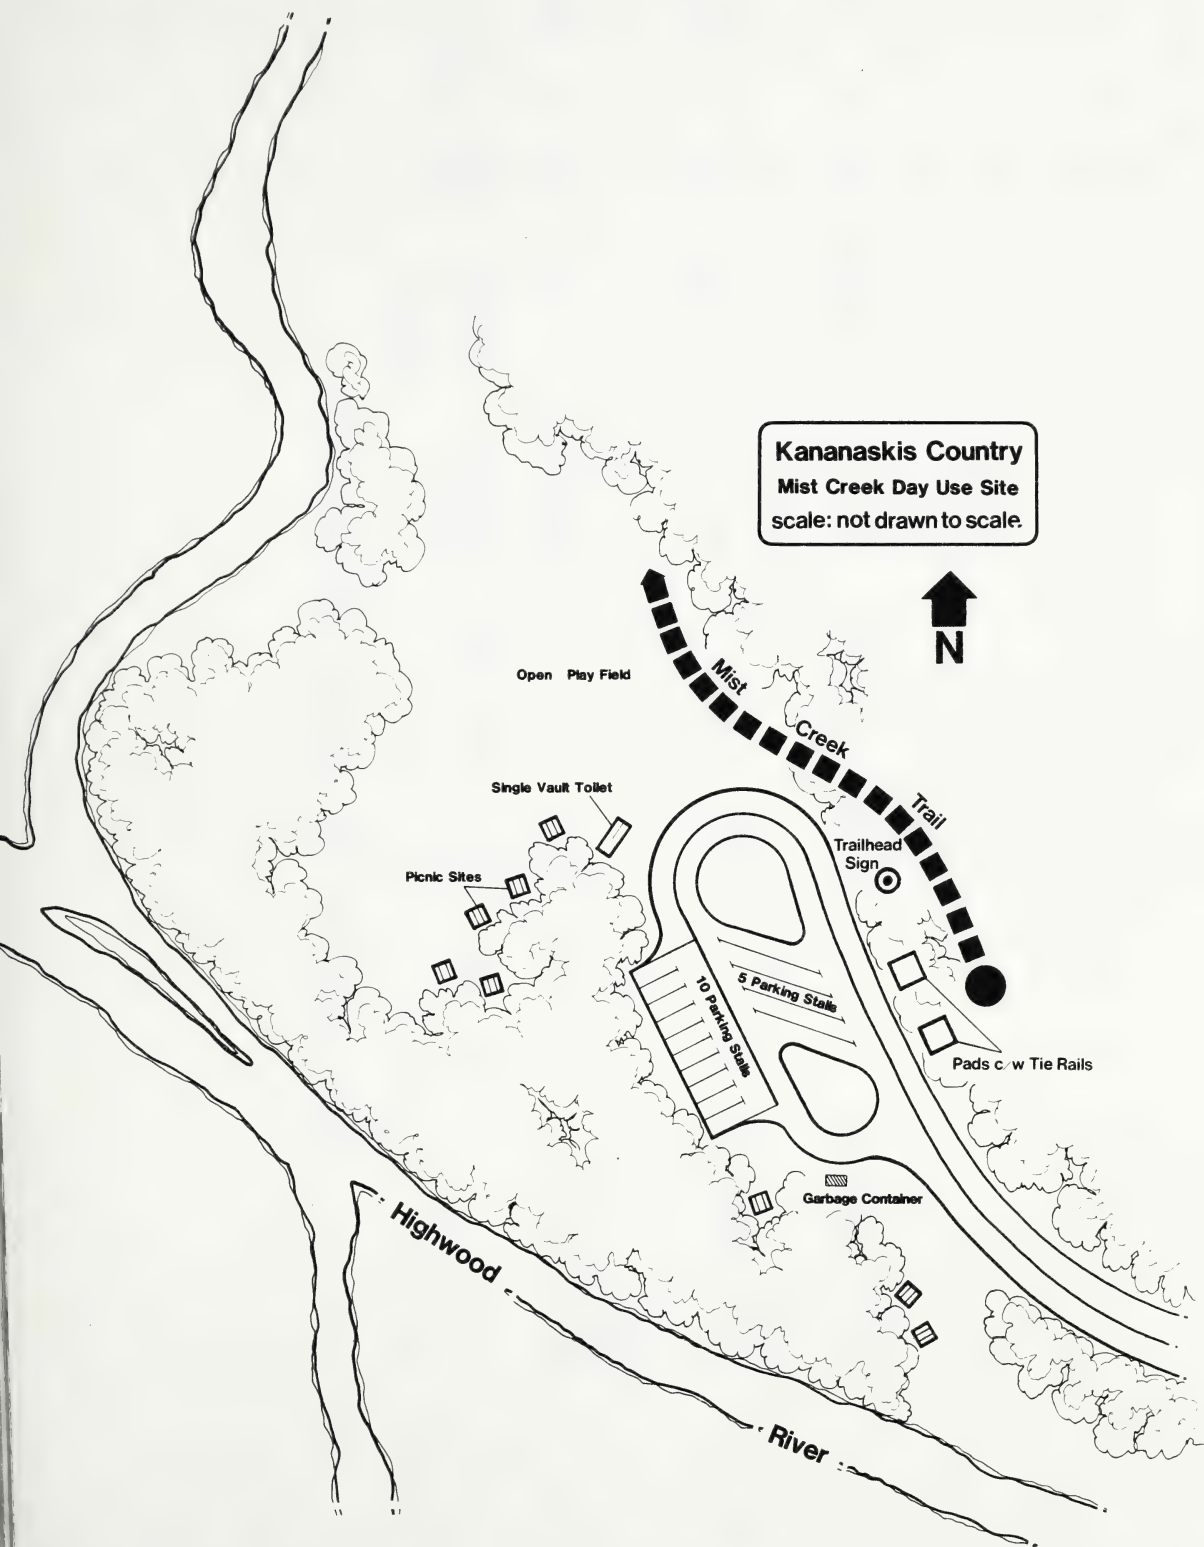 Kananaskis Country
Mist Creek Day Use Site
scale: not drawn to scale.
N
Open Play Field
Mist Creek Trail
Single Vault Toilet
Trailhead
Sign
Picnic Sites
5 Parking Stalls
10 Parking Stalls
Pads c/w Tie Rails
Garbage Container
Highwood River